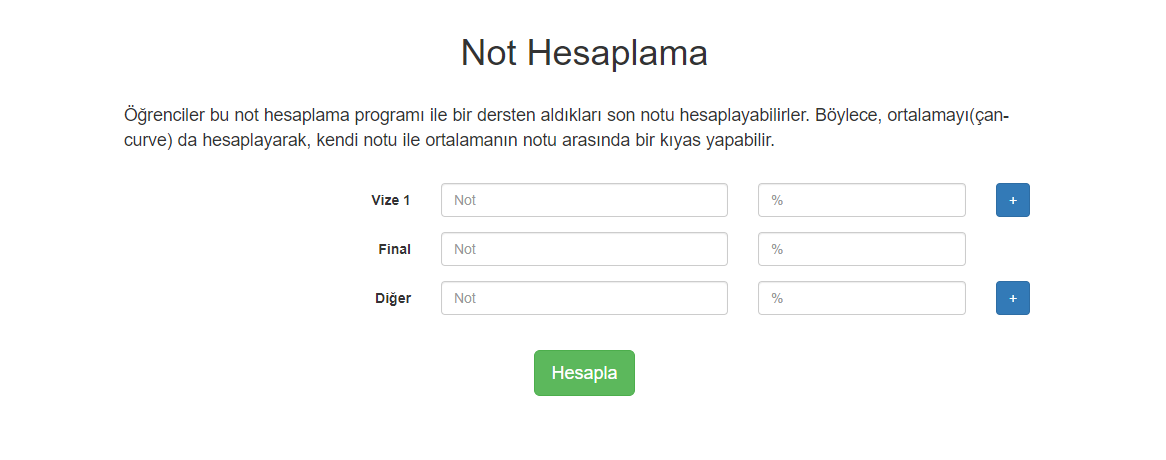 Not Hesaplama
Öğrenciler bu not hesaplama programı ile bir dersten aldıkları son notu hesaplayabilirler. Böylece, ortalamayı(çan-
curve) da hesaplayarak, kendi notu ile ortalamanın notu arasında bir kıyas yapabilir.
Vize 1 Not % +
Final Not %
Diğer Not % +
Hesapla